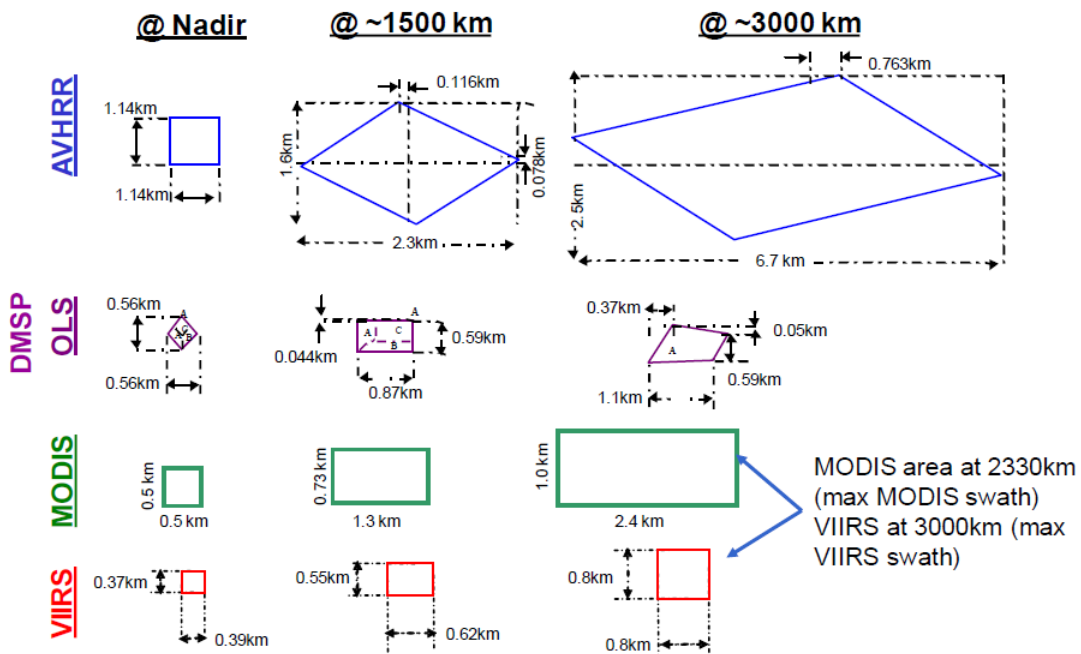 @ Nadir
@ ~1500 km
@ ~3000 km
AVHRR
1.14km
1.14km
0.116km
1.6km
0.078km
2.3km
0.763km
2.5km
6.7 km
DMSP
OLS
0.56km
A
C
A
B
0.56km
A
A
C
B
0.044km
0.59km
0.87km
0.37km
A
0.05km
0.59km
1.1km
MODIS
0.5 km
0.5 km
0.73 km
1.3 km
1.0 km
2.4 km
MODIS area at 2330km
(max MODIS swath)
VIIRS at 3000km (max
VIIRS swath)
VIIRS
0.37km
0.39km
0.55km
0.62km
0.8km
0.8km